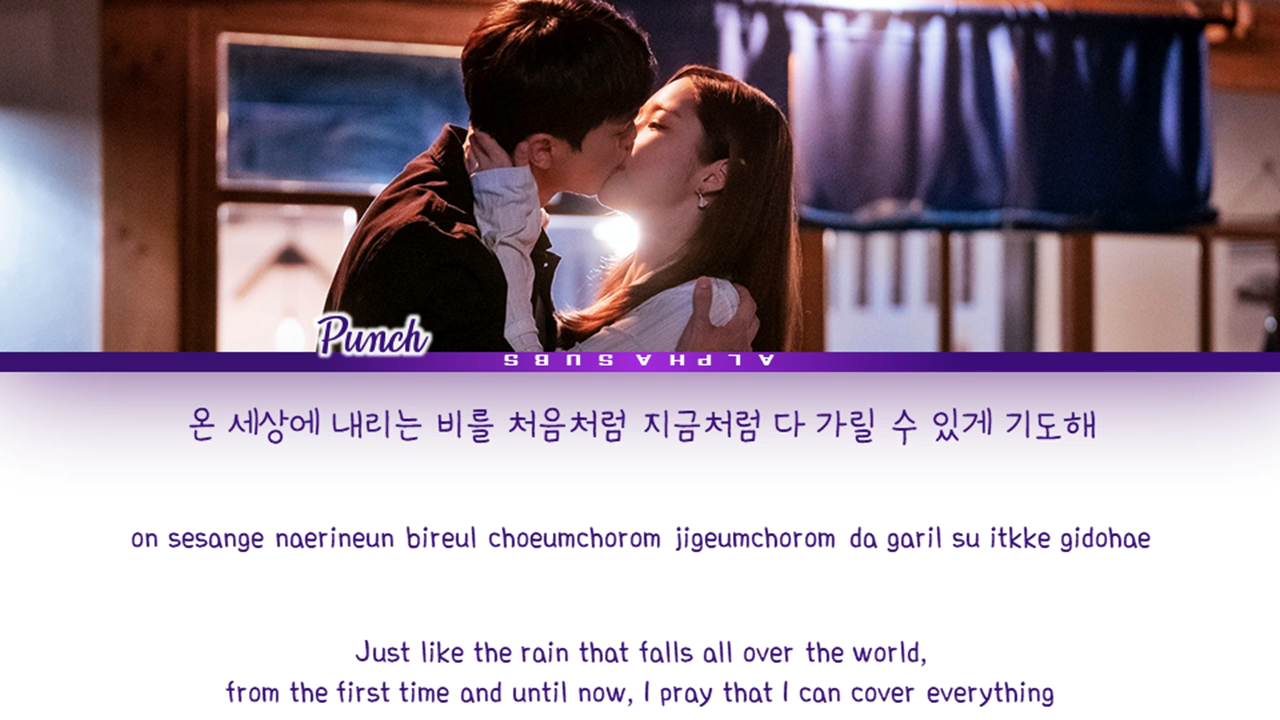 Punch
ALPHASUBS
온 세상에 내리는 비를 처음처럼 지금처럼 다 가릴 수 있게 기도해
on sesange naerineun bireul choeumchorom jigeumchorom da garil su itkke gidohae
Just like the rain that falls all over the world,
from the first time and until now, I pray that I can cover everything